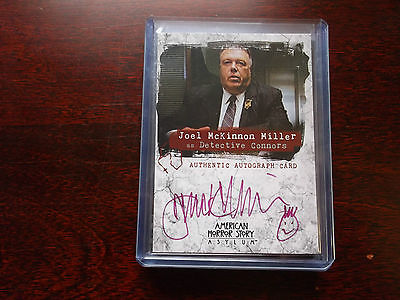 Joel McKinnon Miller
as Detective Connors
AUTHENTIC AUTOGRAPH CARD
AMERICAN
HORROR STORY
ASYLUM